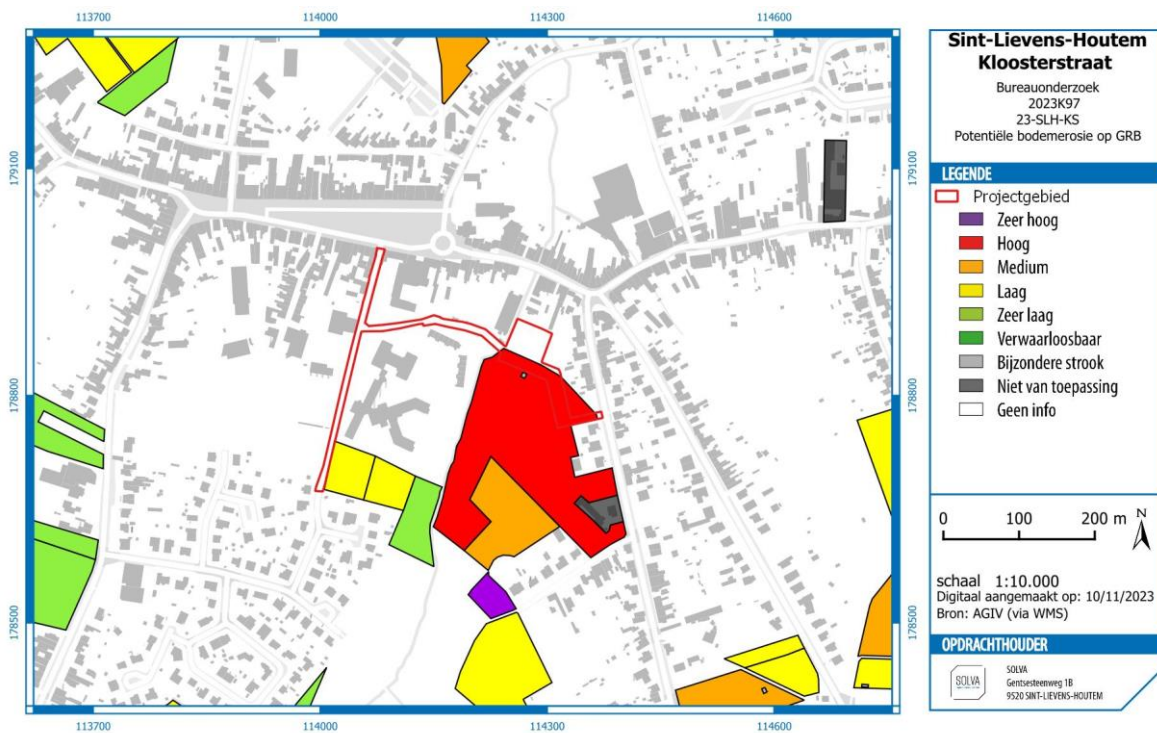 113700
114000
114300
114600
179100
178800
178500
179100
178800
178500
113700
114000
114300
114600
Sint-Lievens-Houtem
Kloosterstraat
Bureauonderzoek
2023K97
23-SLH-KS
Potentiële bodemerosie op GRB
LEGENDE
Projectgebied
Zeer hoog
Hoog
Medium
Laag
Zeer laag
Verwaarloosbaar
Bijzondere strook
Niet van toepassing
Geen info
0 100 200 m N
schaal 1:10.000
Digitaal aangemaakt op: 10/11/2023
Bron: AGIV (via WMS)
OPDRACHTHOUDER
SOLVA
SOLVA
Gentsesteenweg 1B
9520 SINT-LIEVENS-HOUTEM